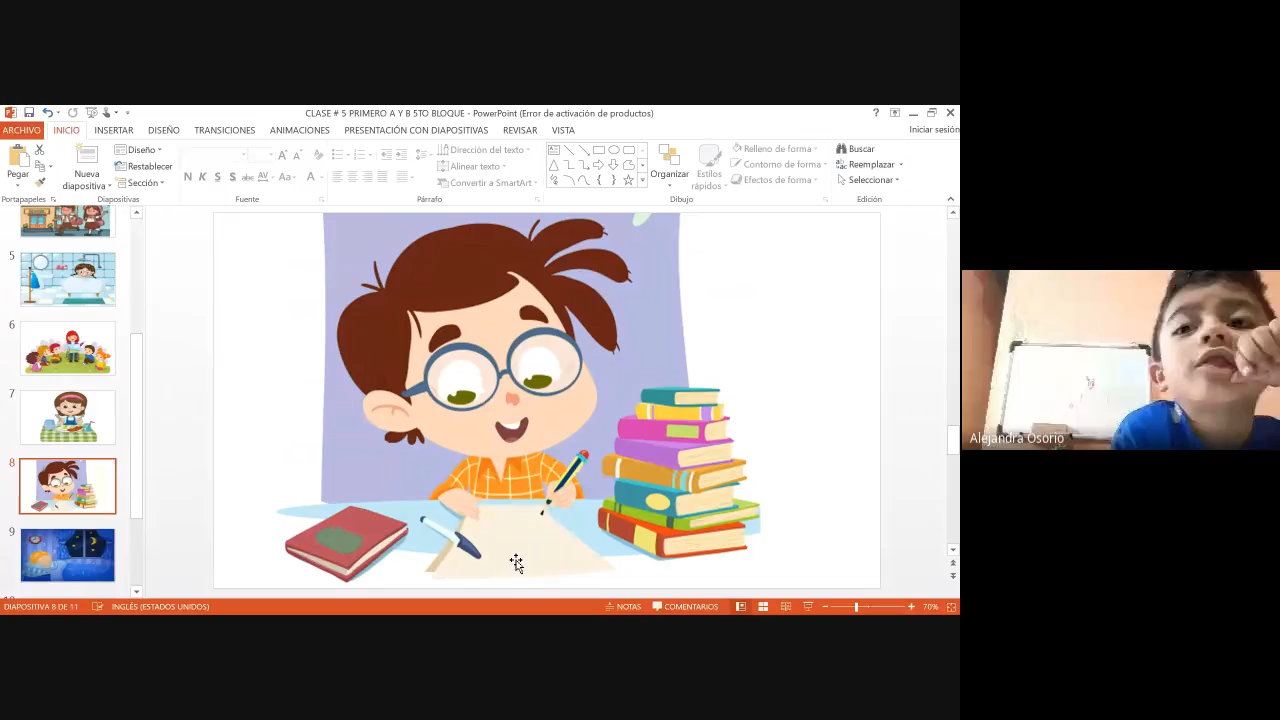 CLASE # 5 PRIMERO A Y B 5TO BLOQUE - PowerPoint (Error de activación de productos)
ARCHIVO INICIO INSERTAR DISEÑO TRANSICIONES ANIMACIONES PRESENTACIÓN CON DIAPOSITIVAS REVISAR VISTA Iniciar sesión
Pegar
Nueva diapositiva
Diseño
Restablecer
Sección
N K S S abc AV Aa A
Dirección del texto
Alinear texto
Convertir a SmartArt
Organizar
Estilos rápidos
Relleno de forma
Contorno de forma
Efectos de forma
Buscar
Reemplazar
Seleccionar
Portapapeles Diapositivas Fuente Párrafo Dibujo Edición
5
6
7
8
9
Alejandra Osorio
DIAPOSITIVA 8 DE 11 INGLÉS (ESTADOS UNIDOS) NOTAS COMENTARIOS 70%